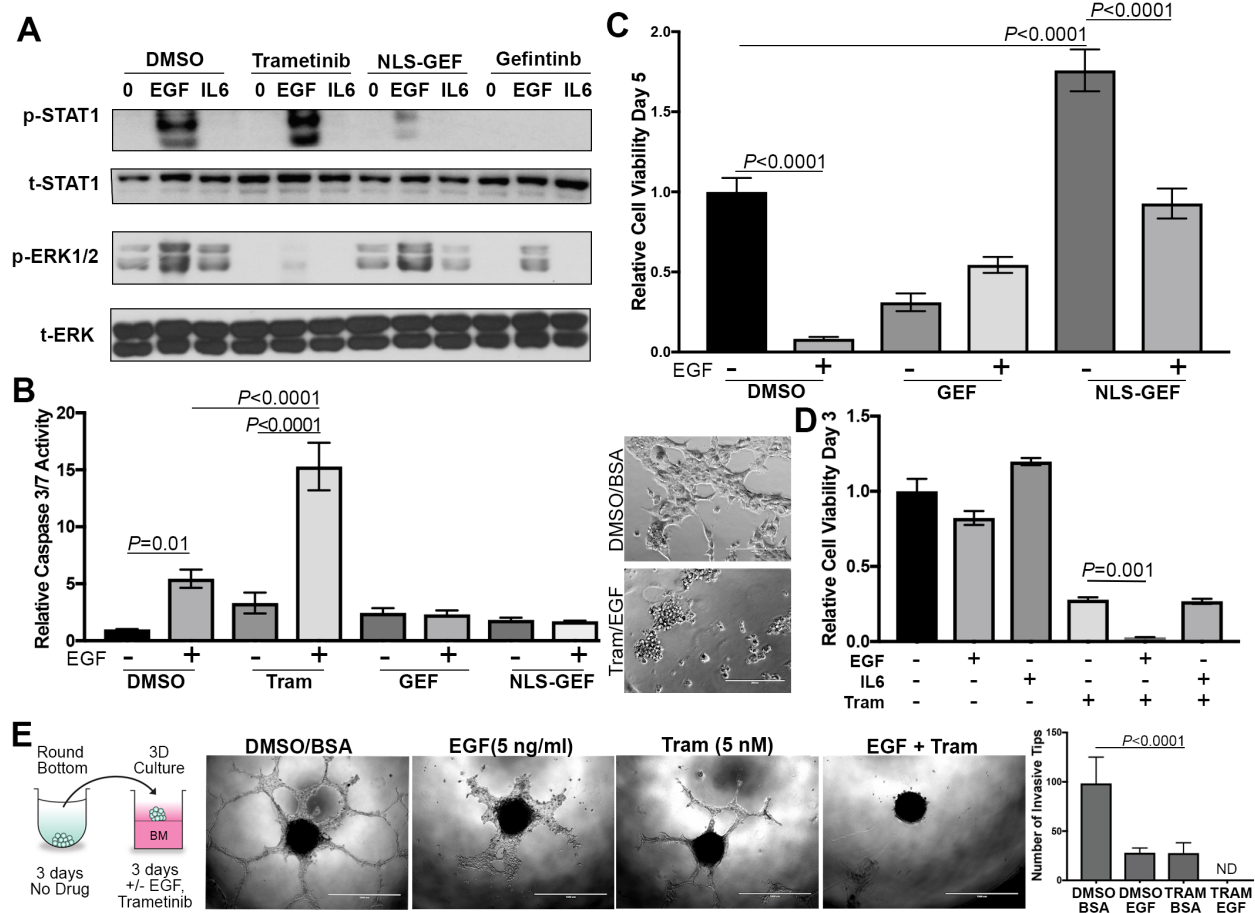 A
DMSO Trametinib NLS-GEF Gefintinb
0 EGF IL6 0 EGF IL6 0 EGF IL6 0 EGF IL6
p-STAT1
t-STAT1
p-ERK1/2
t-ERK
B
Relative Caspase 3/7 Activity
20
15
10
5
0
P<0.0001
P<0.0001
P=0.01
EGF - + - + - + - +
DMSO Tram GEF NLS-GEF
DMSO/BSA
Tram/EGF
C
Relative Cell Viability Day 5
2.0
1.5
1.0
0.5
0.0
P<0.0001
P<0.0001
P<0.0001
EGF - + - + - +
DMSO GEF NLS-GEF
D
Relative Cell Viability Day 3
1.5
1.0
0.5
0.0
P=0.001
EGF - + - - + -
IL6 - - + - - +
Tram - - - + + +
E
Round
Bottom
3D
Culture
BM
3 days
No Drug
3 days
+/- EGF,
Trametinib
DMSO/BSA
EGF(5 ng/ml)
Tram (5 nM)
EGF + Tram
Number of Invasive Tips
150
100
50
0
P<0.0001
ND
DMSO DMSO TRAM TRAM
BSA EGF BSA EGF